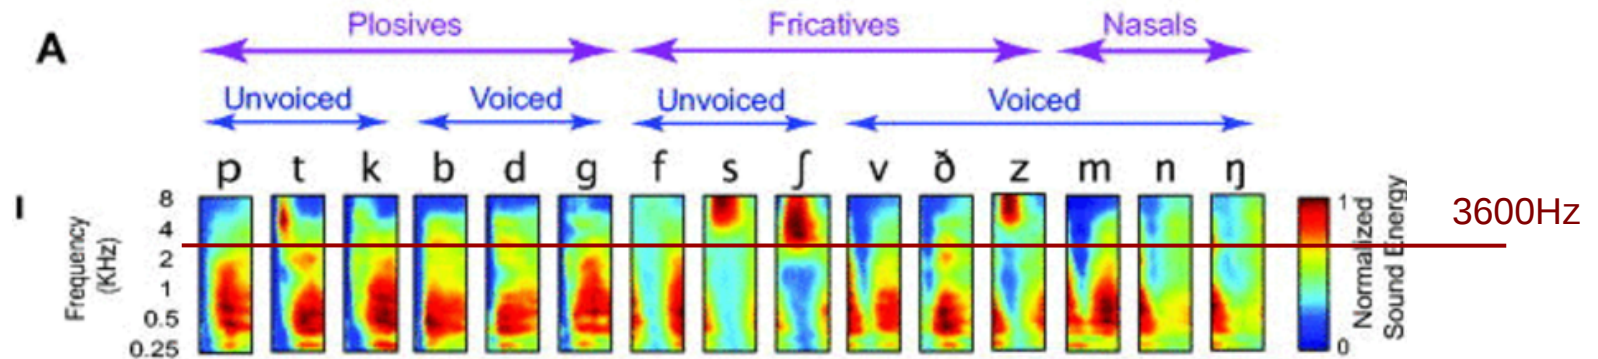 A
Plosives Fricatives Nasals
Unvoiced Voiced Unvoiced Voiced
p t k b d g f s ʃ v ð z m n ŋ
I
Frequency
(KHz)
8
4
2
1
0.5
0.25
1
0
Normalized
Sound Energy
3600Hz